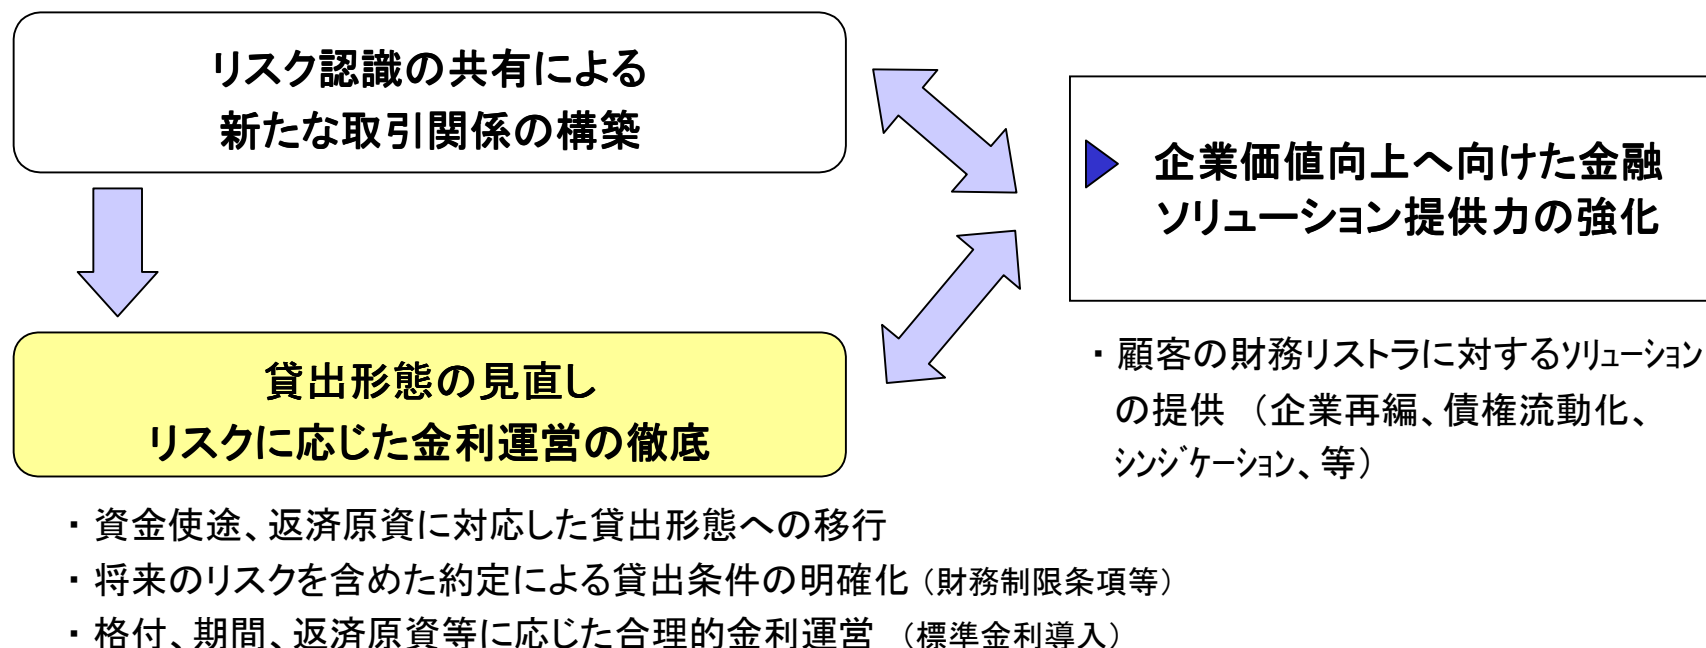 リスク認識の共有による
新たな取引関係の構築
企業価値向上へ向けた金融
ソリューション提供力の強化
・顧客の財務リストラに対するｿﾘｭｰｼｮﾝ
の提供 （企業再編、債権流動化、
ｼﾝｼﾞｹｰｼｮﾝ、等）
貸出形態の見直し
リスクに応じた金利運営の徹底
・資金使途、返済原資に対応した貸出形態への移行
・将来のリスクを含めた約定による貸出条件の明確化（財務制限条項等）
・格付、期間、返済原資等に応じた合理的金利運営 （標準金利導入）